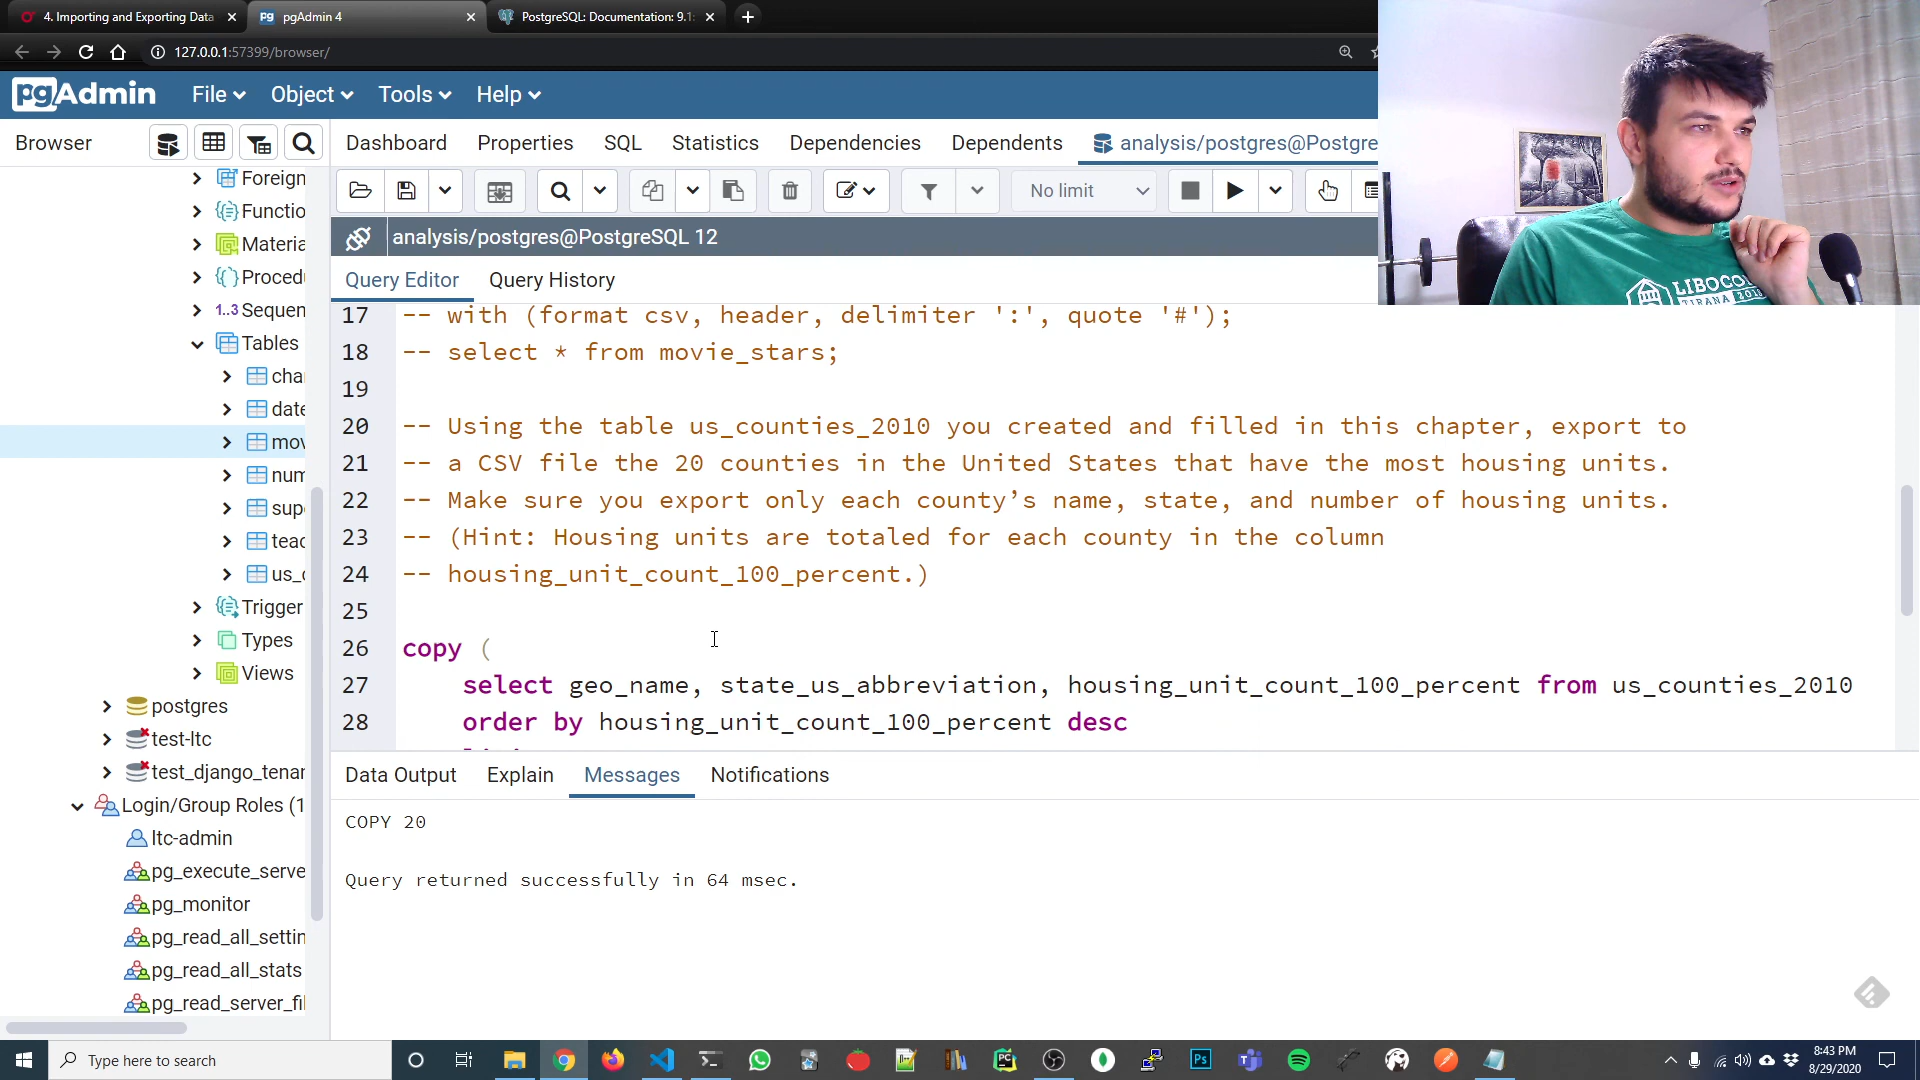 4. Importing and Exporting Data
pgAdmin 4
PostgreSQL: Documentation: 9.1:
127.0.0.1:57399/browser/
pgAdmin
File
Object
Tools
Help
Browser
Dashboard
Properties
SQL
Statistics
Dependencies
Dependents
analysis/postgres@Postgre
No limit
analysis/postgres@PostgreSQL 12
Query Editor
Query History
Foreign
Functio
Materia
Procedu
1..3 Sequen
Tables
char
date
mov
num
supe
teac
us_c
Trigger
Types
Views
postgres
test-ltc
test_django_tenar
Login/Group Roles (1
ltc-admin
pg_execute_serve
pg_monitor
pg_read_all_settin
pg_read_all_stats
pg_read_server_fil
17 -- with (format csv, header, delimiter ':', quote '#');
18 -- select * from movie_stars;
19
20 -- Using the table us_counties_2010 you created and filled in this chapter, export to
21 -- a CSV file the 20 counties in the United States that have the most housing units.
22 -- Make sure you export only each county’s name, state, and number of housing units.
23 -- (Hint: Housing units are totaled for each county in the column
24 -- housing_unit_count_100_percent.)
25
26 copy (
27 select geo_name, state_us_abbreviation, housing_unit_count_100_percent from us_counties_2010
28 order by housing_unit_count_100_percent desc
Data Output
Explain
Messages
Notifications
COPY 20
Query returned successfully in 64 msec.
LIBOCO
TIRANA 201
Type here to search
8:43 PM
8/29/2020